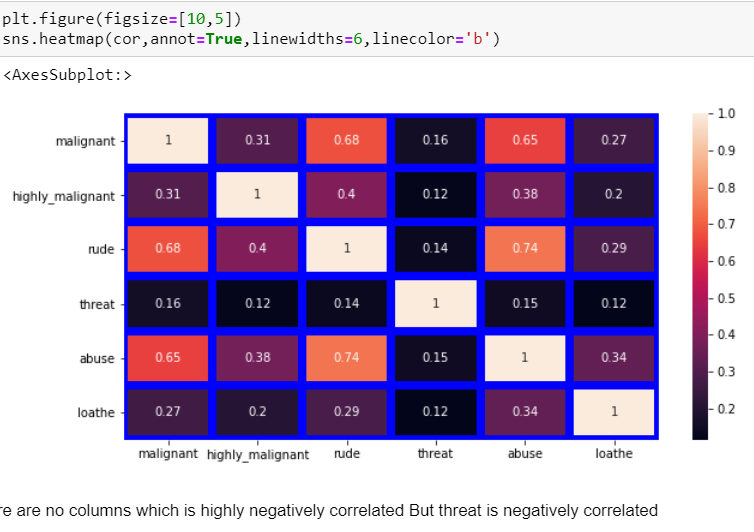 plt.figure(figsize=[10,5])
sns.heatmap(cor,annot=True,linewidths=6,linecolor='b')
<AxesSubplot:>
malignant 1 0.31 0.68 0.16 0.65 0.27
highly_malignant 0.31 1 0.4 0.12 0.38 0.2
rude 0.68 0.4 1 0.14 0.74 0.29
threat 0.16 0.12 0.14 1 0.15 0.12
abuse 0.65 0.38 0.74 0.15 1 0.34
loathe 0.27 0.2 0.29 0.12 0.34 1
malignant highly_malignant rude threat abuse loathe
1.0
0.9
0.8
0.7
0.6
0.5
0.4
0.3
0.2
re are no columns which is highly negatively correlated But threat is negatively correlated